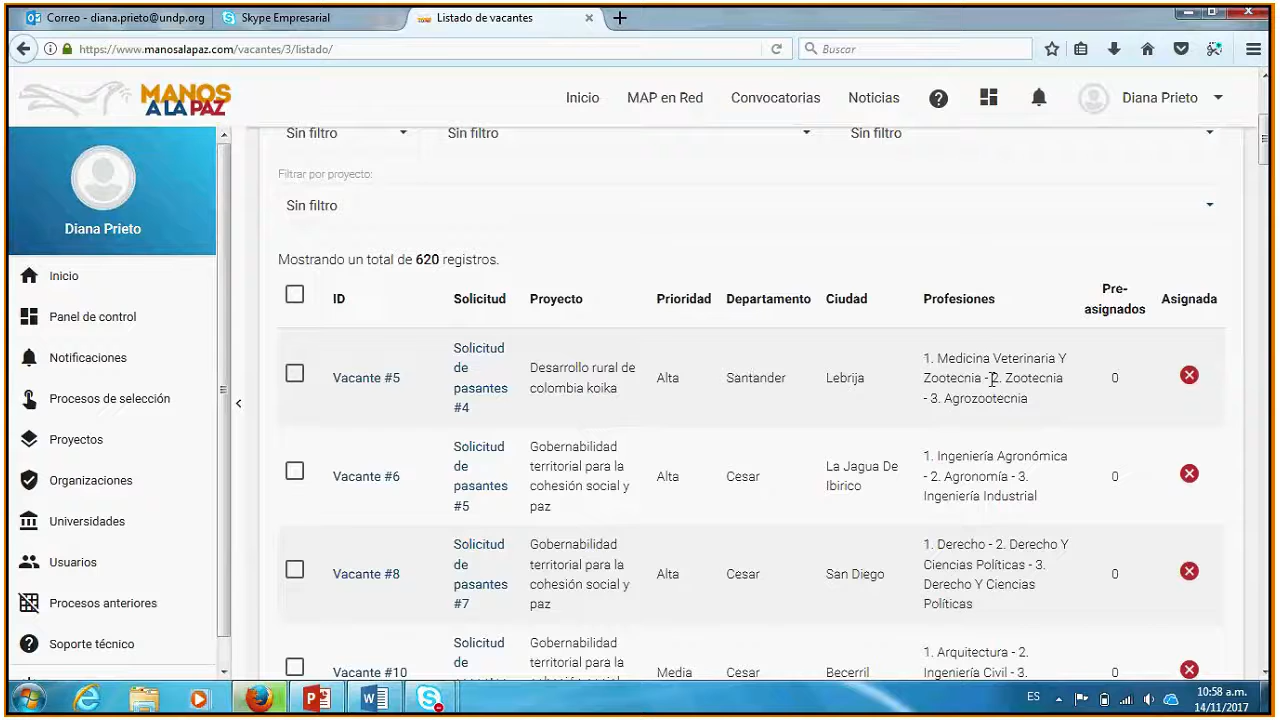 Correo - diana.prieto@undp.org
Skype Empresarial
Listado de vacantes
https://www.manosalapaz.com/vacantes/3/listado/
Buscar
MANOS
A LA PAZ
Inicio
MAP en Red
Convocatorias
Noticias
Diana Prieto
Diana Prieto
Inicio
Panel de control
Notificaciones
Procesos de selección
Proyectos
Organizaciones
Universidades
Usuarios
Procesos anteriores
Soporte técnico
Sin filtro
Sin filtro
Sin filtro
Filtrar por proyecto:
Sin filtro
Mostrando un total de 620 registros.
ID
Solicitud
Proyecto
Prioridad
Departamento
Ciudad
Profesiones
Pre-
asignados
Asignada
Vacante #5
Solicitud
de
pasantes
#4
Desarrollo rural de
colombia koika
Alta
Santander
Lebrija
1. Medicina Veterinaria Y
Zootecnia - 2. Zootecnia
- 3. Agrozootecnia
0
Vacante #6
Solicitud
de
pasantes
#5
Gobernabilidad
territorial para la
cohesión social y
paz
Alta
Cesar
La Jagua De
Ibirico
1. Ingeniería Agronómica
- 2. Agronomía - 3.
Ingeniería Industrial
0
Vacante #8
Solicitud
de
pasantes
#7
Gobernabilidad
territorial para la
cohesión social y
paz
Alta
Cesar
San Diego
1. Derecho - 2. Derecho Y
Ciencias Políticas - 3.
Derecho Y Ciencias
Políticas
0
Vacante #10
Solicitud
de
Gobernabilidad
territorial para la
Media
Cesar
Becerril
1. Arquitectura - 2.
Ingeniería Civil - 3.
0
ES
10:58 a.m.
14/11/2017